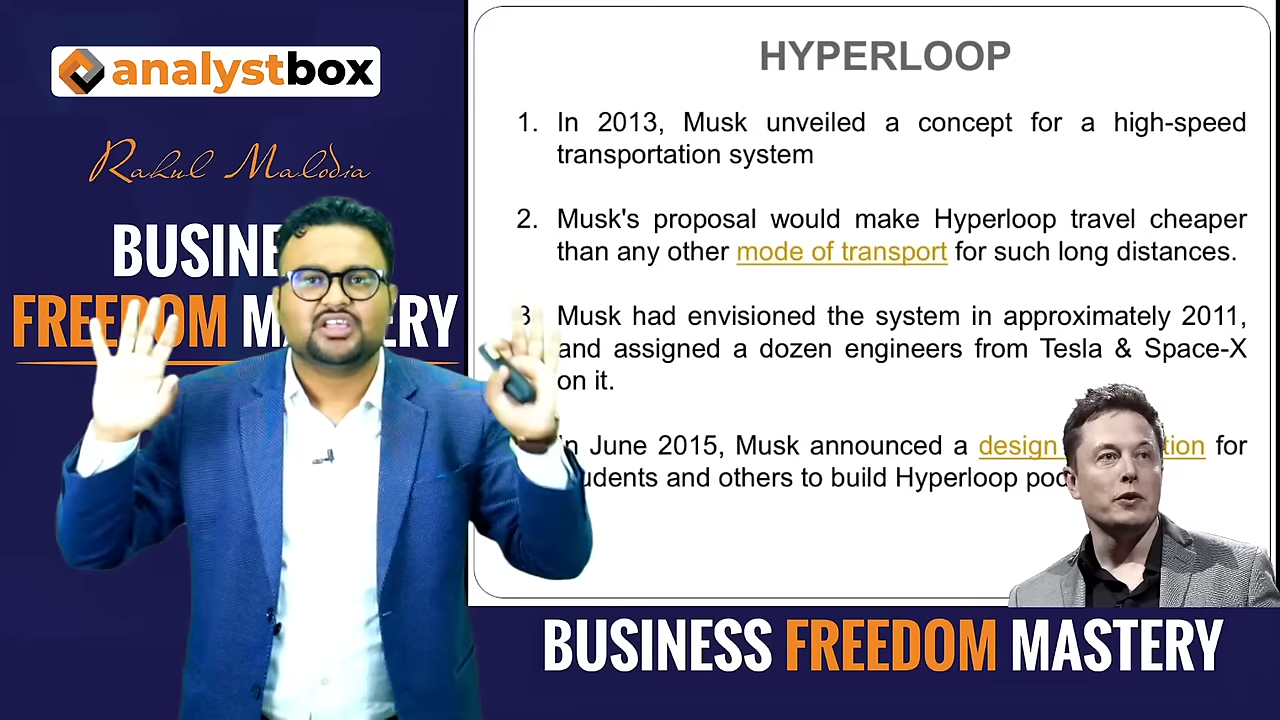 analystbox
Rahul Malodia
BUSINE
FREEDOM M ERY
HYPERLOOP
1. In 2013, Musk unveiled a concept for a high-speed
transportation system
2. Musk's proposal would make Hyperloop travel cheaper
than any other mode of transport for such long distances.
3. Musk had envisioned the system in approximately 2011,
and assigned a dozen engineers from Tesla & Space-X
on it.
In June 2015, Musk announced a design tion for
udents and others to build Hyperloop pod
BUSINESS FREEDOM MASTERY